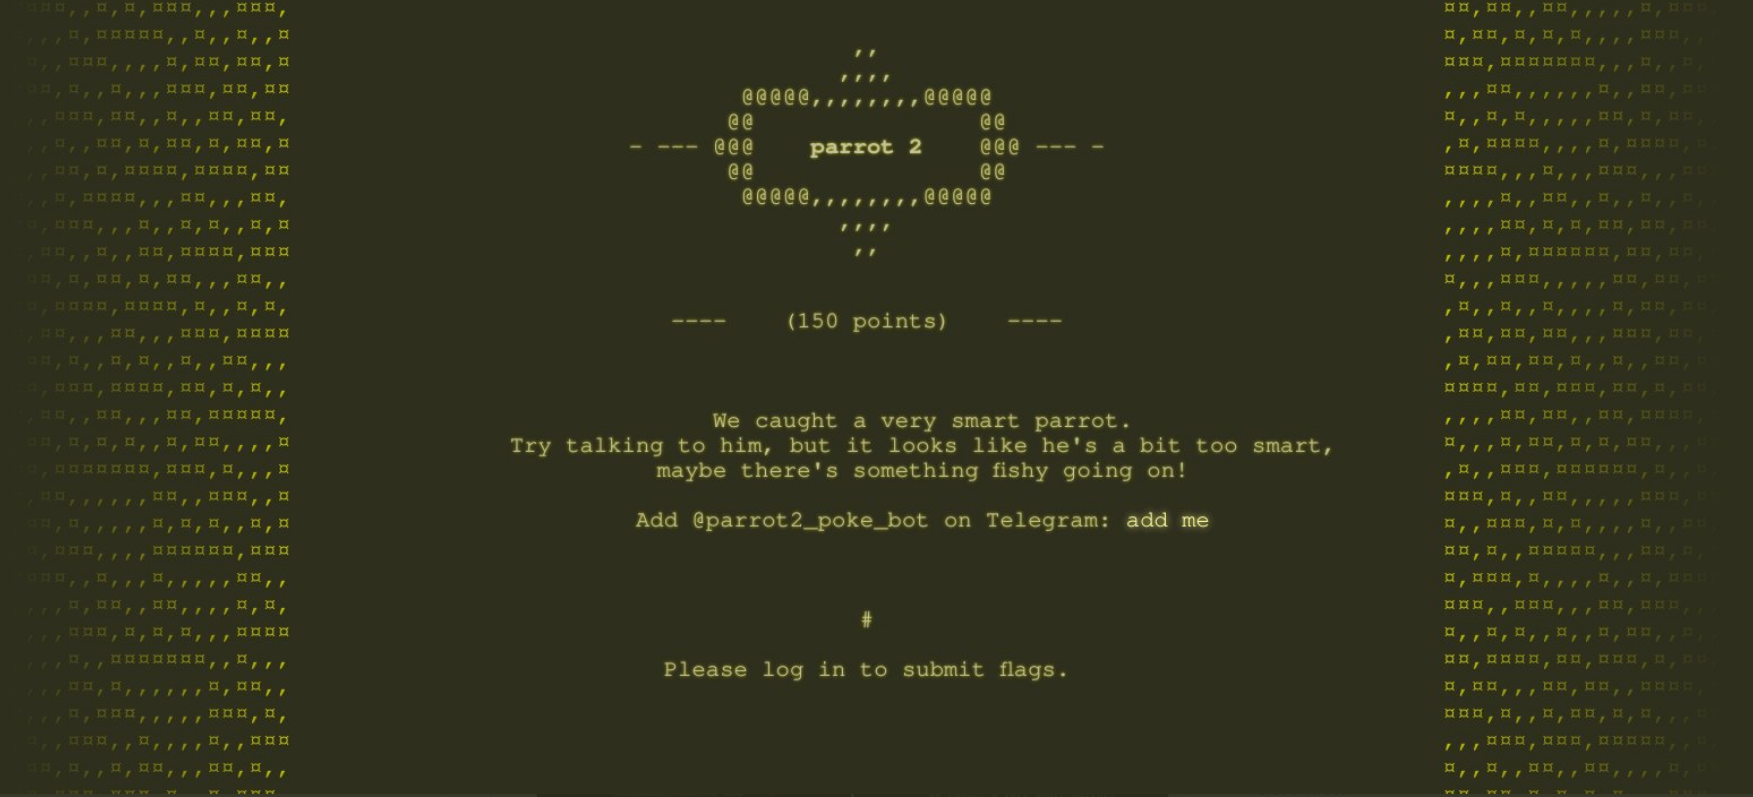 ,,
,,,,
@@@@@,,,,,,,,@@@@@
@@ @@
- --- @@@ parrot 2 @@@ --- -
@@ @@
@@@@@,,,,,,,,@@@@@
,,,,
,,
---- (150 points) ----
We caught a very smart parrot.
Try talking to him, but it looks like he's a bit too smart,
maybe there's something fishy going on!
Add @parrot2_poke_bot on Telegram: add me
#
Please log in to submit flags.